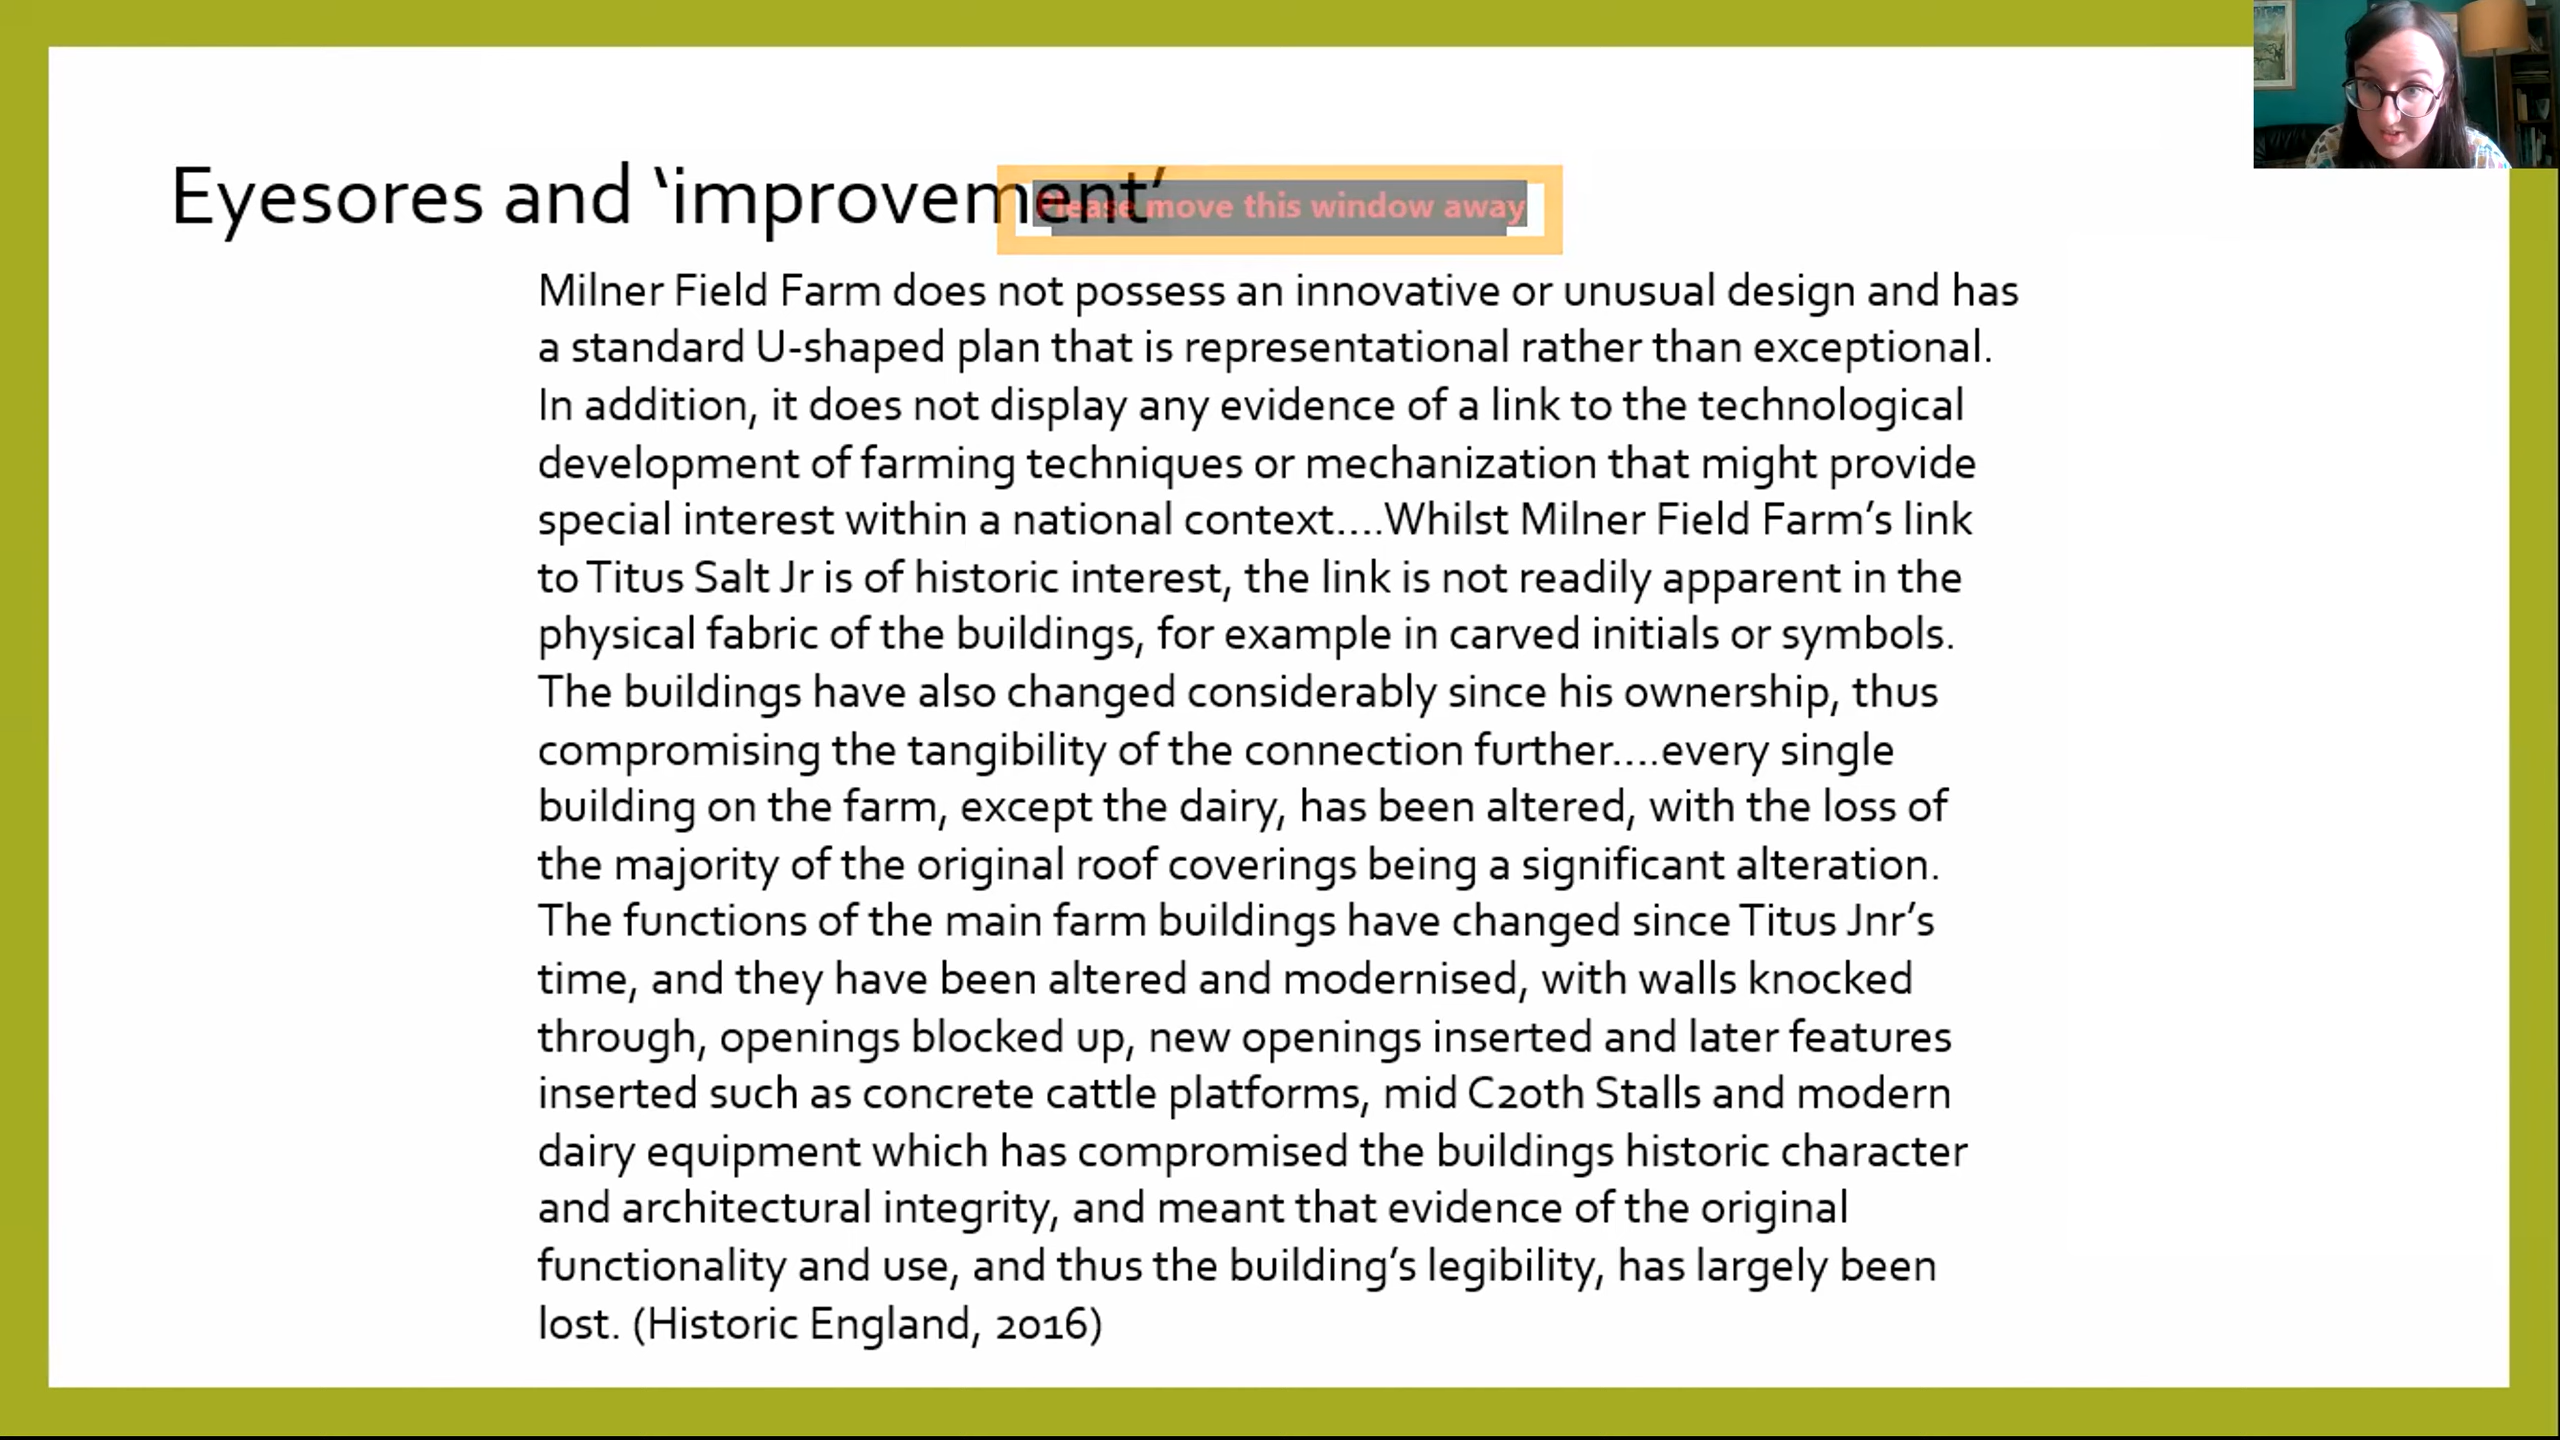 Eyesores and ‘improvement’
Please move this window away
Milner Field Farm does not possess an innovative or unusual design and has
a standard U-shaped plan that is representational rather than exceptional.
In addition, it does not display any evidence of a link to the technological
development of farming techniques or mechanization that might provide
special interest within a national context....Whilst Milner Field Farm’s link
to Titus Salt Jr is of historic interest, the link is not readily apparent in the
physical fabric of the buildings, for example in carved initials or symbols.
The buildings have also changed considerably since his ownership, thus
compromising the tangibility of the connection further....every single
building on the farm, except the dairy, has been altered, with the loss of
the majority of the original roof coverings being a significant alteration.
The functions of the main farm buildings have changed since Titus Jnr’s
time, and they have been altered and modernised, with walls knocked
through, openings blocked up, new openings inserted and later features
inserted such as concrete cattle platforms, mid C20th Stalls and modern
dairy equipment which has compromised the buildings historic character
and architectural integrity, and meant that evidence of the original
functionality and use, and thus the building’s legibility, has largely been
lost. (Historic England, 2016)